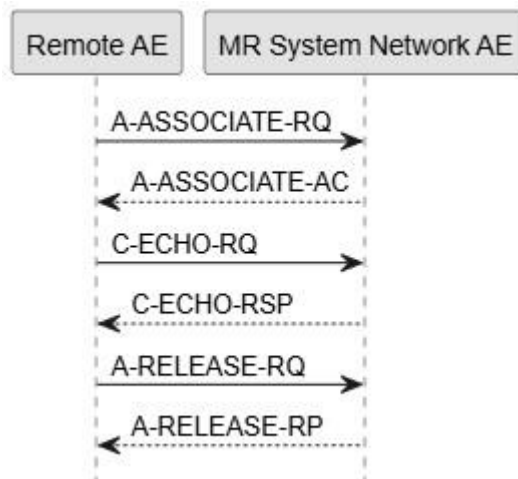 Remote AE
MR System Network AE
A-ASSOCIATE-RQ
A-ASSOCIATE-AC
C-ECHO-RQ
C-ECHO-RSP
A-RELEASE-RQ
A-RELEASE-RP